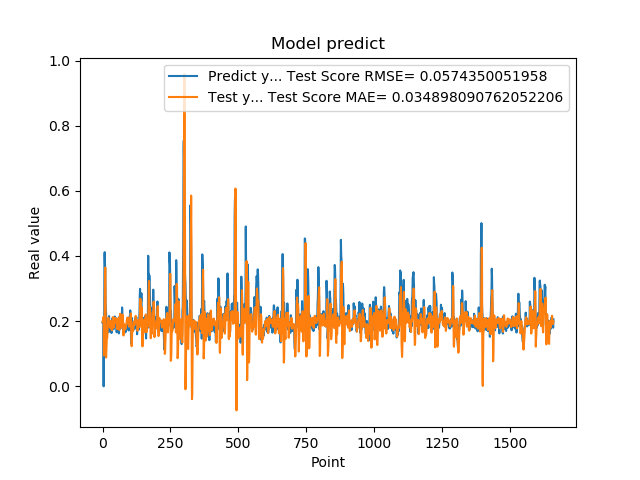 Model predict
Predict y... Test Score RMSE= 0.0574350051958
Test y... Test Score MAE= 0.034898090762052206
1.0
0.8
0.6
0.4
0.2
0.0
Real value
0 250 500 750 1000 1250 1500
Point